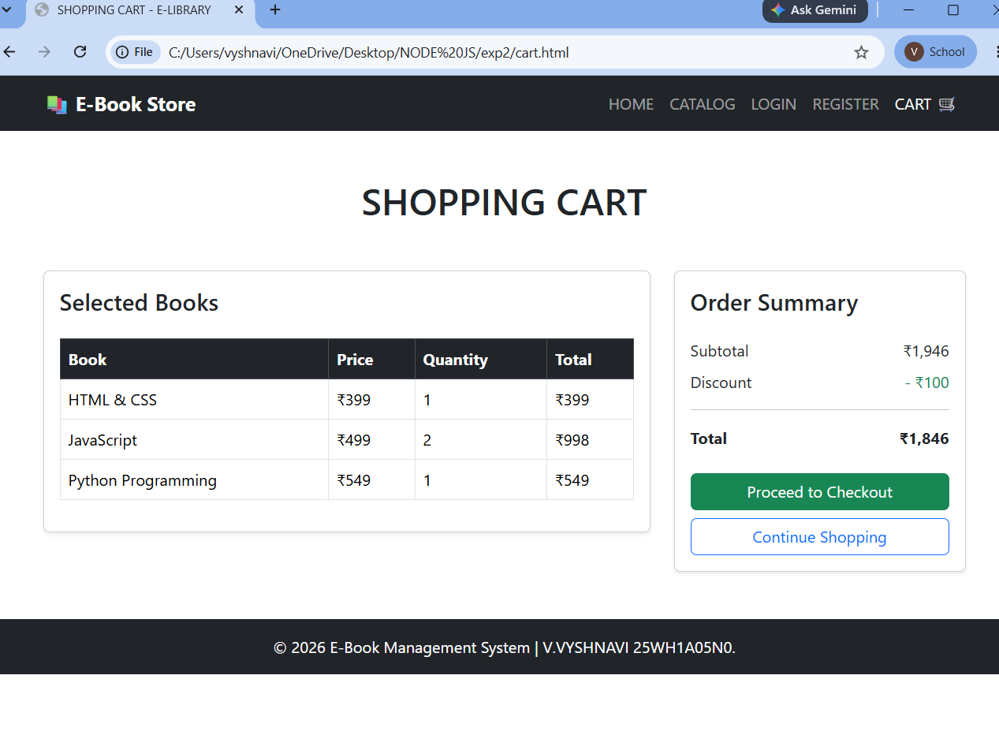 SHOPPING CART - E-LIBRARY
Ask Gemini
File C:/Users/vyshnavi/OneDrive/Desktop/NODE%20JS/exp2/cart.html V School
E-Book Store HOME CATALOG LOGIN REGISTER CART
SHOPPING CART
Selected Books
Book Price Quantity Total
HTML & CSS ₹399 1 ₹399
JavaScript ₹499 2 ₹998
Python Programming ₹549 1 ₹549
Order Summary
Subtotal ₹1,946
Discount - ₹100
Total ₹1,846
Proceed to Checkout
Continue Shopping
© 2026 E-Book Management System | V.VYSHNAVI 25WH1A05N0.